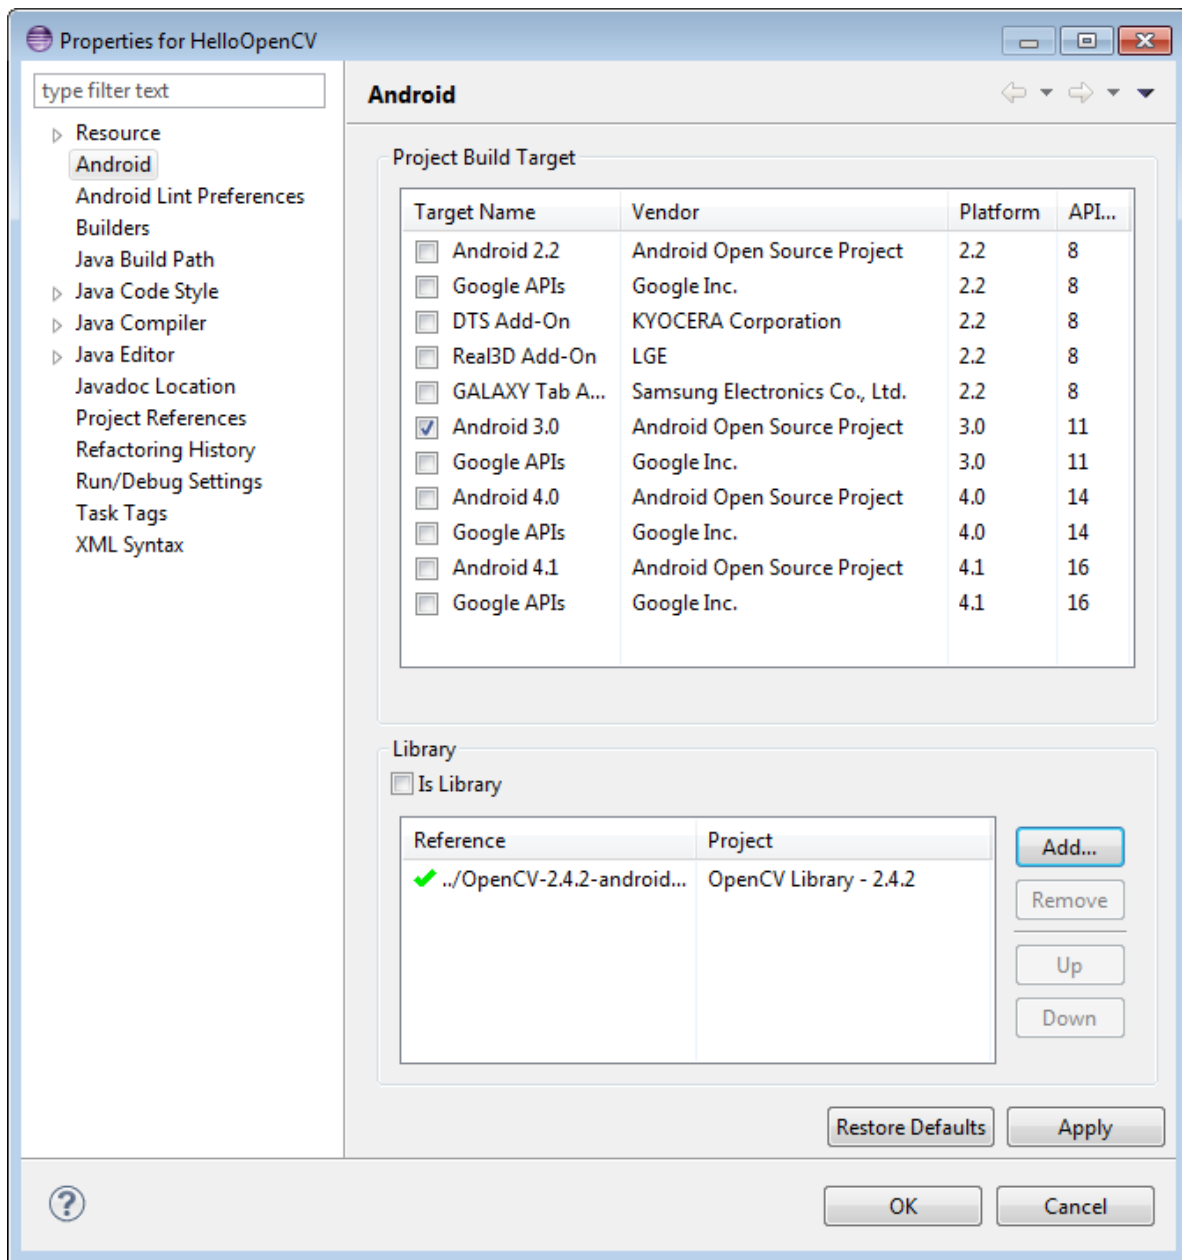 Properties for HelloOpenCV
type filter text
Resource
Android
Android Lint Preferences
Builders
Java Build Path
Java Code Style
Java Compiler
Java Editor
Javadoc Location
Project References
Refactoring History
Run/Debug Settings
Task Tags
XML Syntax
Android
Project Build Target
Target Name Vendor Platform API...
Android 2.2 Android Open Source Project 2.2 8
Google APIs Google Inc. 2.2 8
DTS Add-On KYOCERA Corporation 2.2 8
Real3D Add-On LGE 2.2 8
GALAXY Tab A... Samsung Electronics Co., Ltd. 2.2 8
Android 3.0 Android Open Source Project 3.0 11
Google APIs Google Inc. 3.0 11
Android 4.0 Android Open Source Project 4.0 14
Google APIs Google Inc. 4.0 14
Android 4.1 Android Open Source Project 4.1 16
Google APIs Google Inc. 4.1 16
Library
Is Library
Reference Project
../OpenCV-2.4.2-android... OpenCV Library - 2.4.2
Add...
Remove
Up
Down
Restore Defaults Apply
? OK Cancel